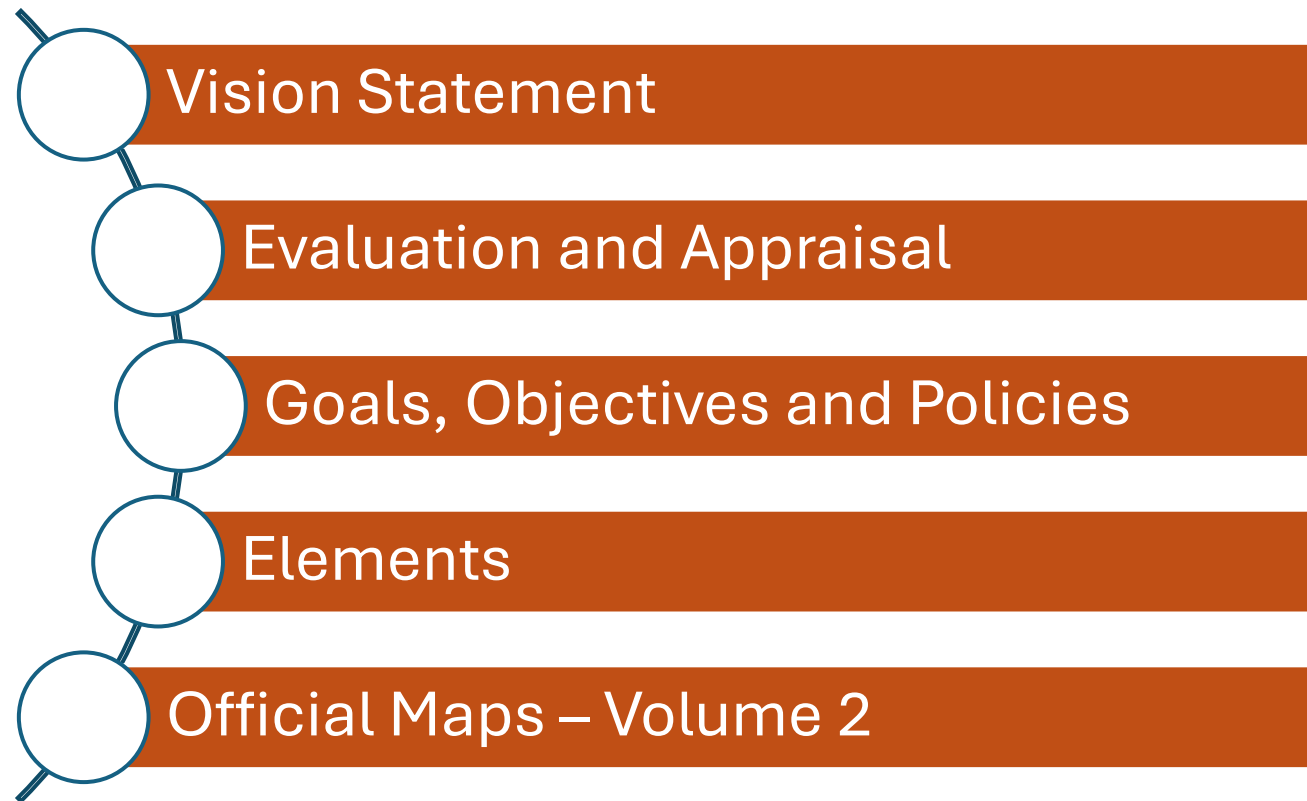 Vision Statement
Evaluation and Appraisal
Goals, Objectives and Policies
Elements
Official Maps – Volume 2